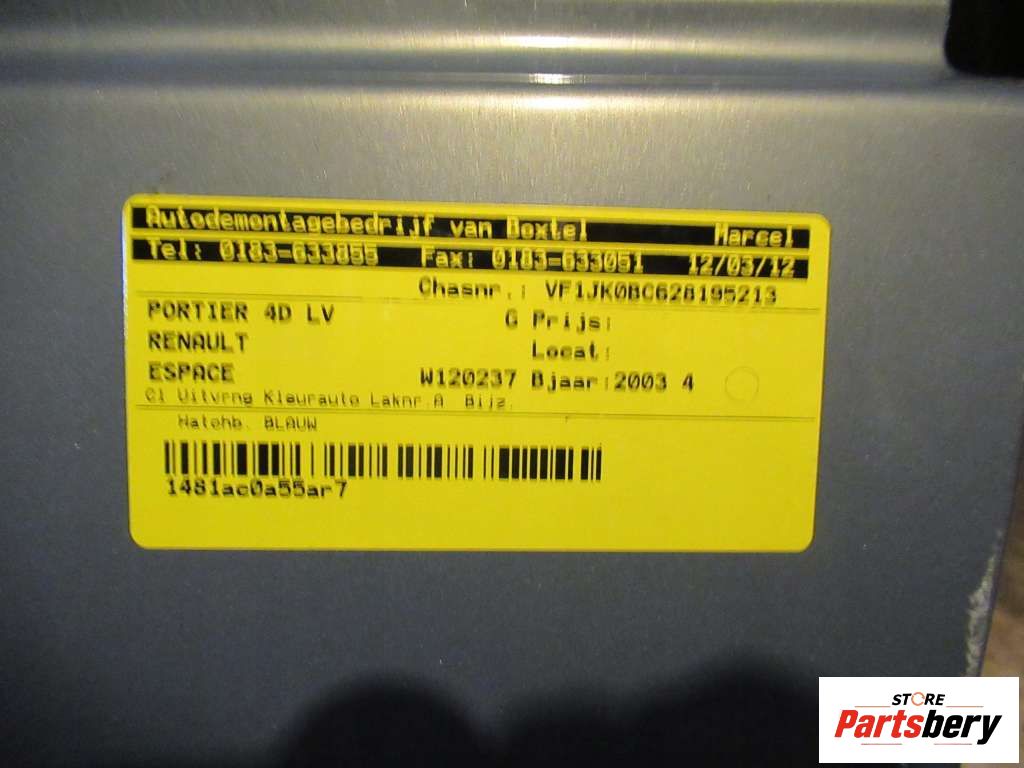 Autodemontagebedrijf van Boxtel Marcel
Tel: 0183-633855 Fax: 0183-633051 12/03/12
Chasnr.: VF1JK0BC628195213
PORTIER 4D LV G Prijs:
RENAULT Locat:
ESPACE W120237 Bjaar:2003 4
Cl Uitvrng Kleurauto Laknr.A Bijz.
Hatchb. BLAUW
1481ac0a55ar7
STORE
Partsbery